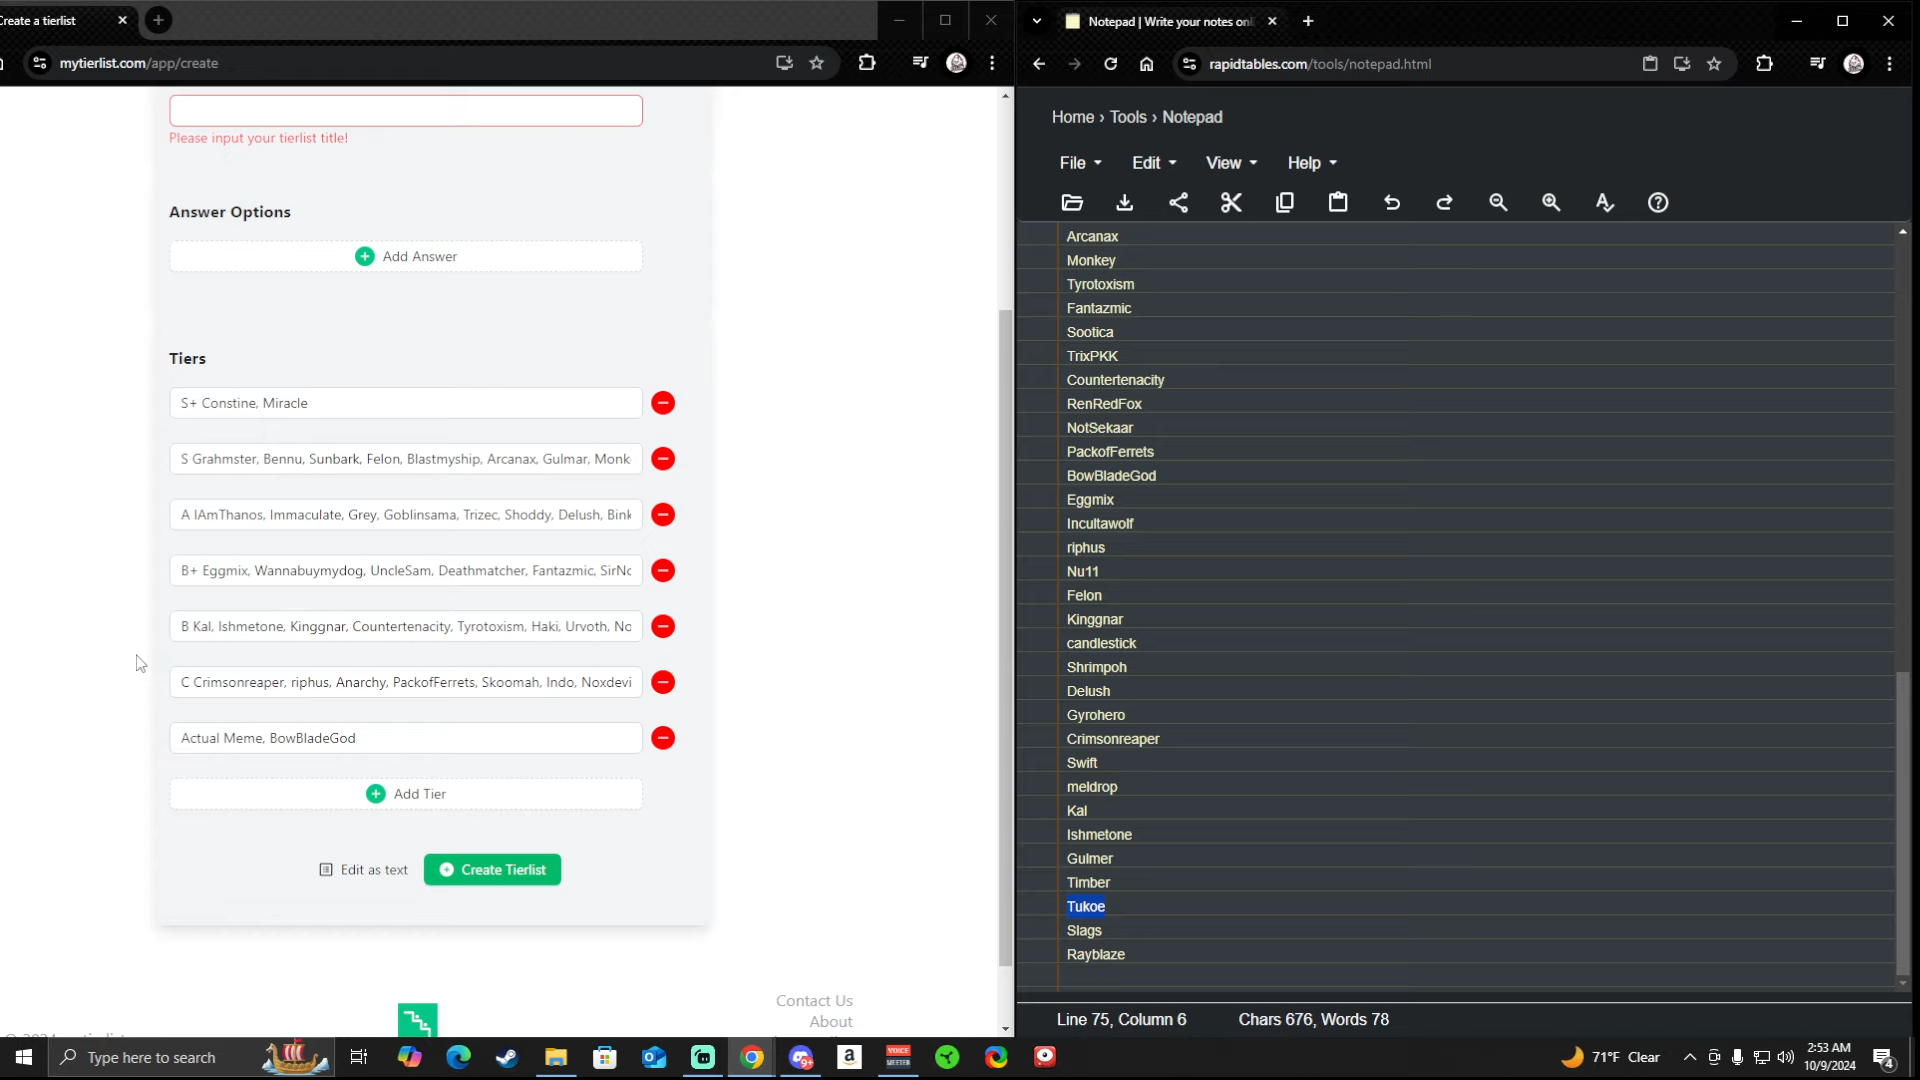 Create a tierlist
mytierlist.com/app/create
Please input your tierlist title!
Answer Options
Add Answer
Tiers
S+ Constine, Miracle
S Grahmster, Bennu, Sunbark, Felon, Blastmyship, Arcanax, Gulmar, Monk
A IAmThanos, Immaculate, Grey, Goblinsama, Trizec, Shoddy, Delush, Bink
B+ Eggmix, Wannabuymydog, UncleSam, Deathmatcher, Fantazmic, SirNo
B Kal, Ishmetone, Kinggnar, Countertenacity, Tyrotoxism, Haki, Urvoth, No
C Crimsonreaper, riphus, Anarchy, PackofFerrets, Skoomah, Indo, Noxdevi
Actual Meme, BowBladeGod
Add Tier
Edit as text
Create Tierlist
Contact Us
About
Notepad | Write your notes onl
rapidtables.com/tools/notepad.html
Home › Tools › Notepad
File Edit View Help
Arcanax
Monkey
Tyrotoxism
Fantazmic
Sootica
TrixPKK
Countertenacity
RenRedFox
NotSekaar
PackofFerrets
BowBladeGod
Eggmix
Incultawolf
riphus
Nu11
Felon
Kinggnar
candlestick
Shrimpoh
Delush
Gyrohero
Crimsonreaper
Swift
meldrop
Kal
Ishmetone
Gulmer
Timber
Tukoe
Slags
Rayblaze
Line 75, Column 6 Chars 676, Words 78
Type here to search
71°F Clear
2:53 AM
10/9/2024
4